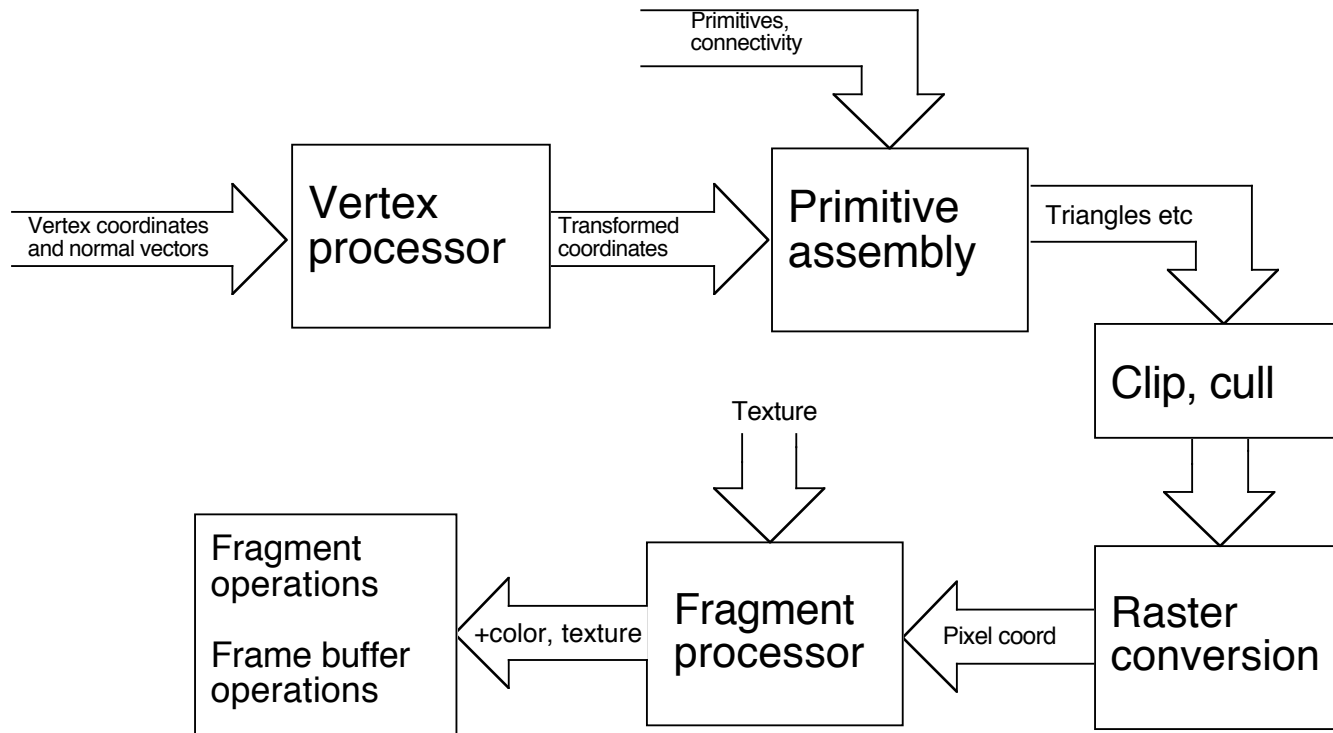 Primitives,
connectivity
Vertex coordinates
and normal vectors
Vertex
processor
Transformed
coordinates
Primitive
assembly
Triangles etc
Clip, cull
Texture
Raster
conversion
Pixel coord
Fragment
processor
+color, texture
Fragment
operations
Frame buffer
operations